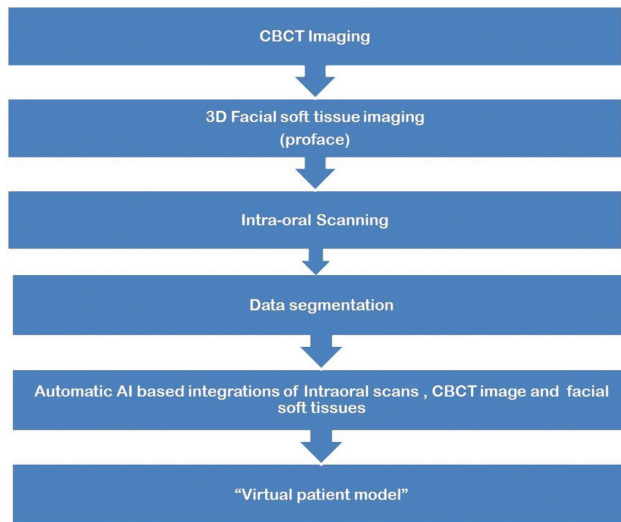 CBCT Imaging
3D Facial soft tissue imaging
(proface)
Intra-oral Scanning
Data segmentation
Automatic AI based integrations of Intraoral scans , CBCT image and facial
soft tissues
“Virtual patient model”